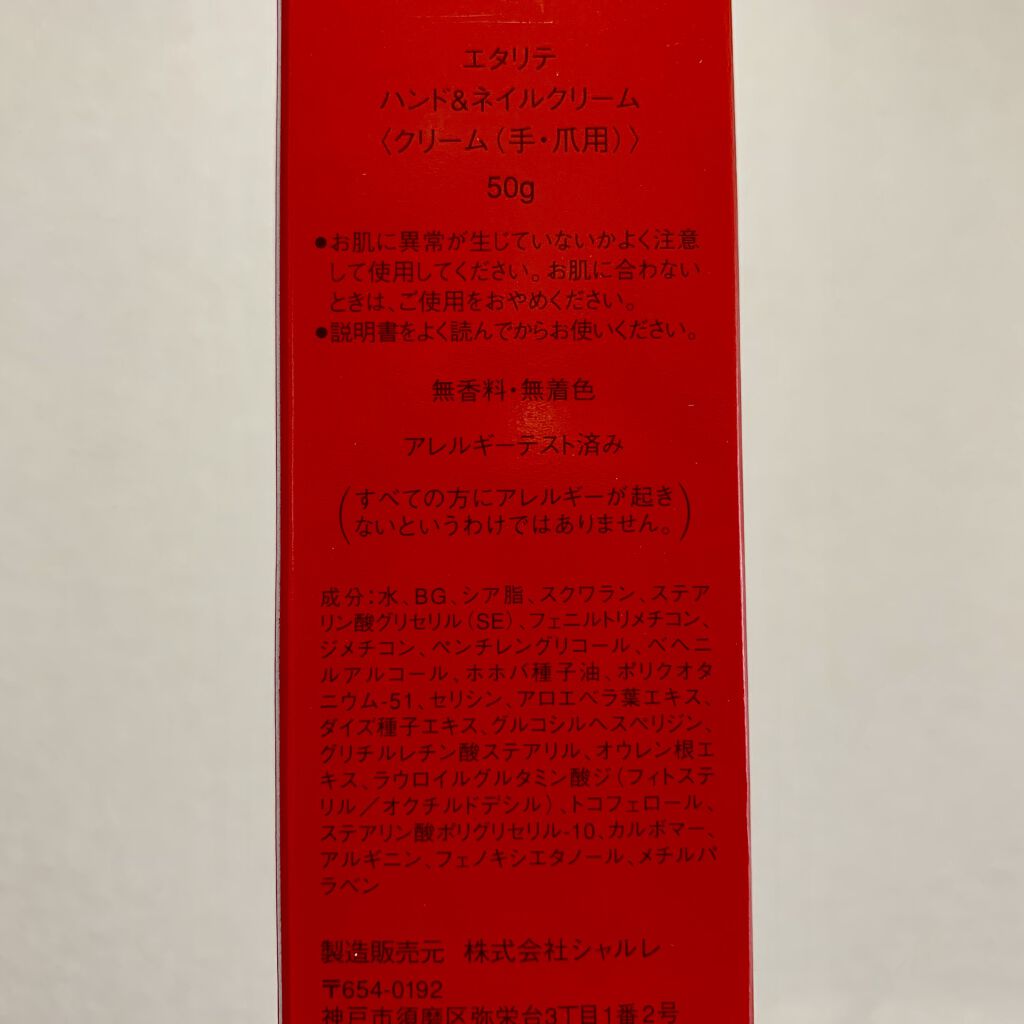 エタリテ
ハンド&ネイルクリーム
〈クリーム(手・爪用)〉
50g
●お肌に異常が生じていないかよく注意
して使用してください。お肌に合わない
ときは、ご使用をおやめください。
●説明書をよく読んでからお使いください。
無香料・無着色
アレルギーテスト済み
(すべての方にアレルギーが起き
ないというわけではありません。)
成分:水、BG、シア脂、スクワラン、ステア
リン酸グリセリル(SE)、フェニルトリメチコン、
ジメチコン、ペンチレングリコール、ベヘニ
ルアルコール、ホホバ種子油、ポリクオタ
ニウム-51、セリシン、アロエベラ葉エキス、
ダイズ種子エキス、グルコシルヘスペリジン、
グリチルレチン酸ステアリル、オウレン根エ
キス、ラウロイルグルタミン酸ジ(フィトステ
リル/オクチルドデシル)、トコフェロール、
ステアリン酸ポリグリセリル-10、カルボマー、
アルギニン、フェノキシエタノール、メチルパ
ラベン
製造販売元 株式会社シャルレ
〒654-0192
神戸市須磨区弥栄台3丁目1番2号